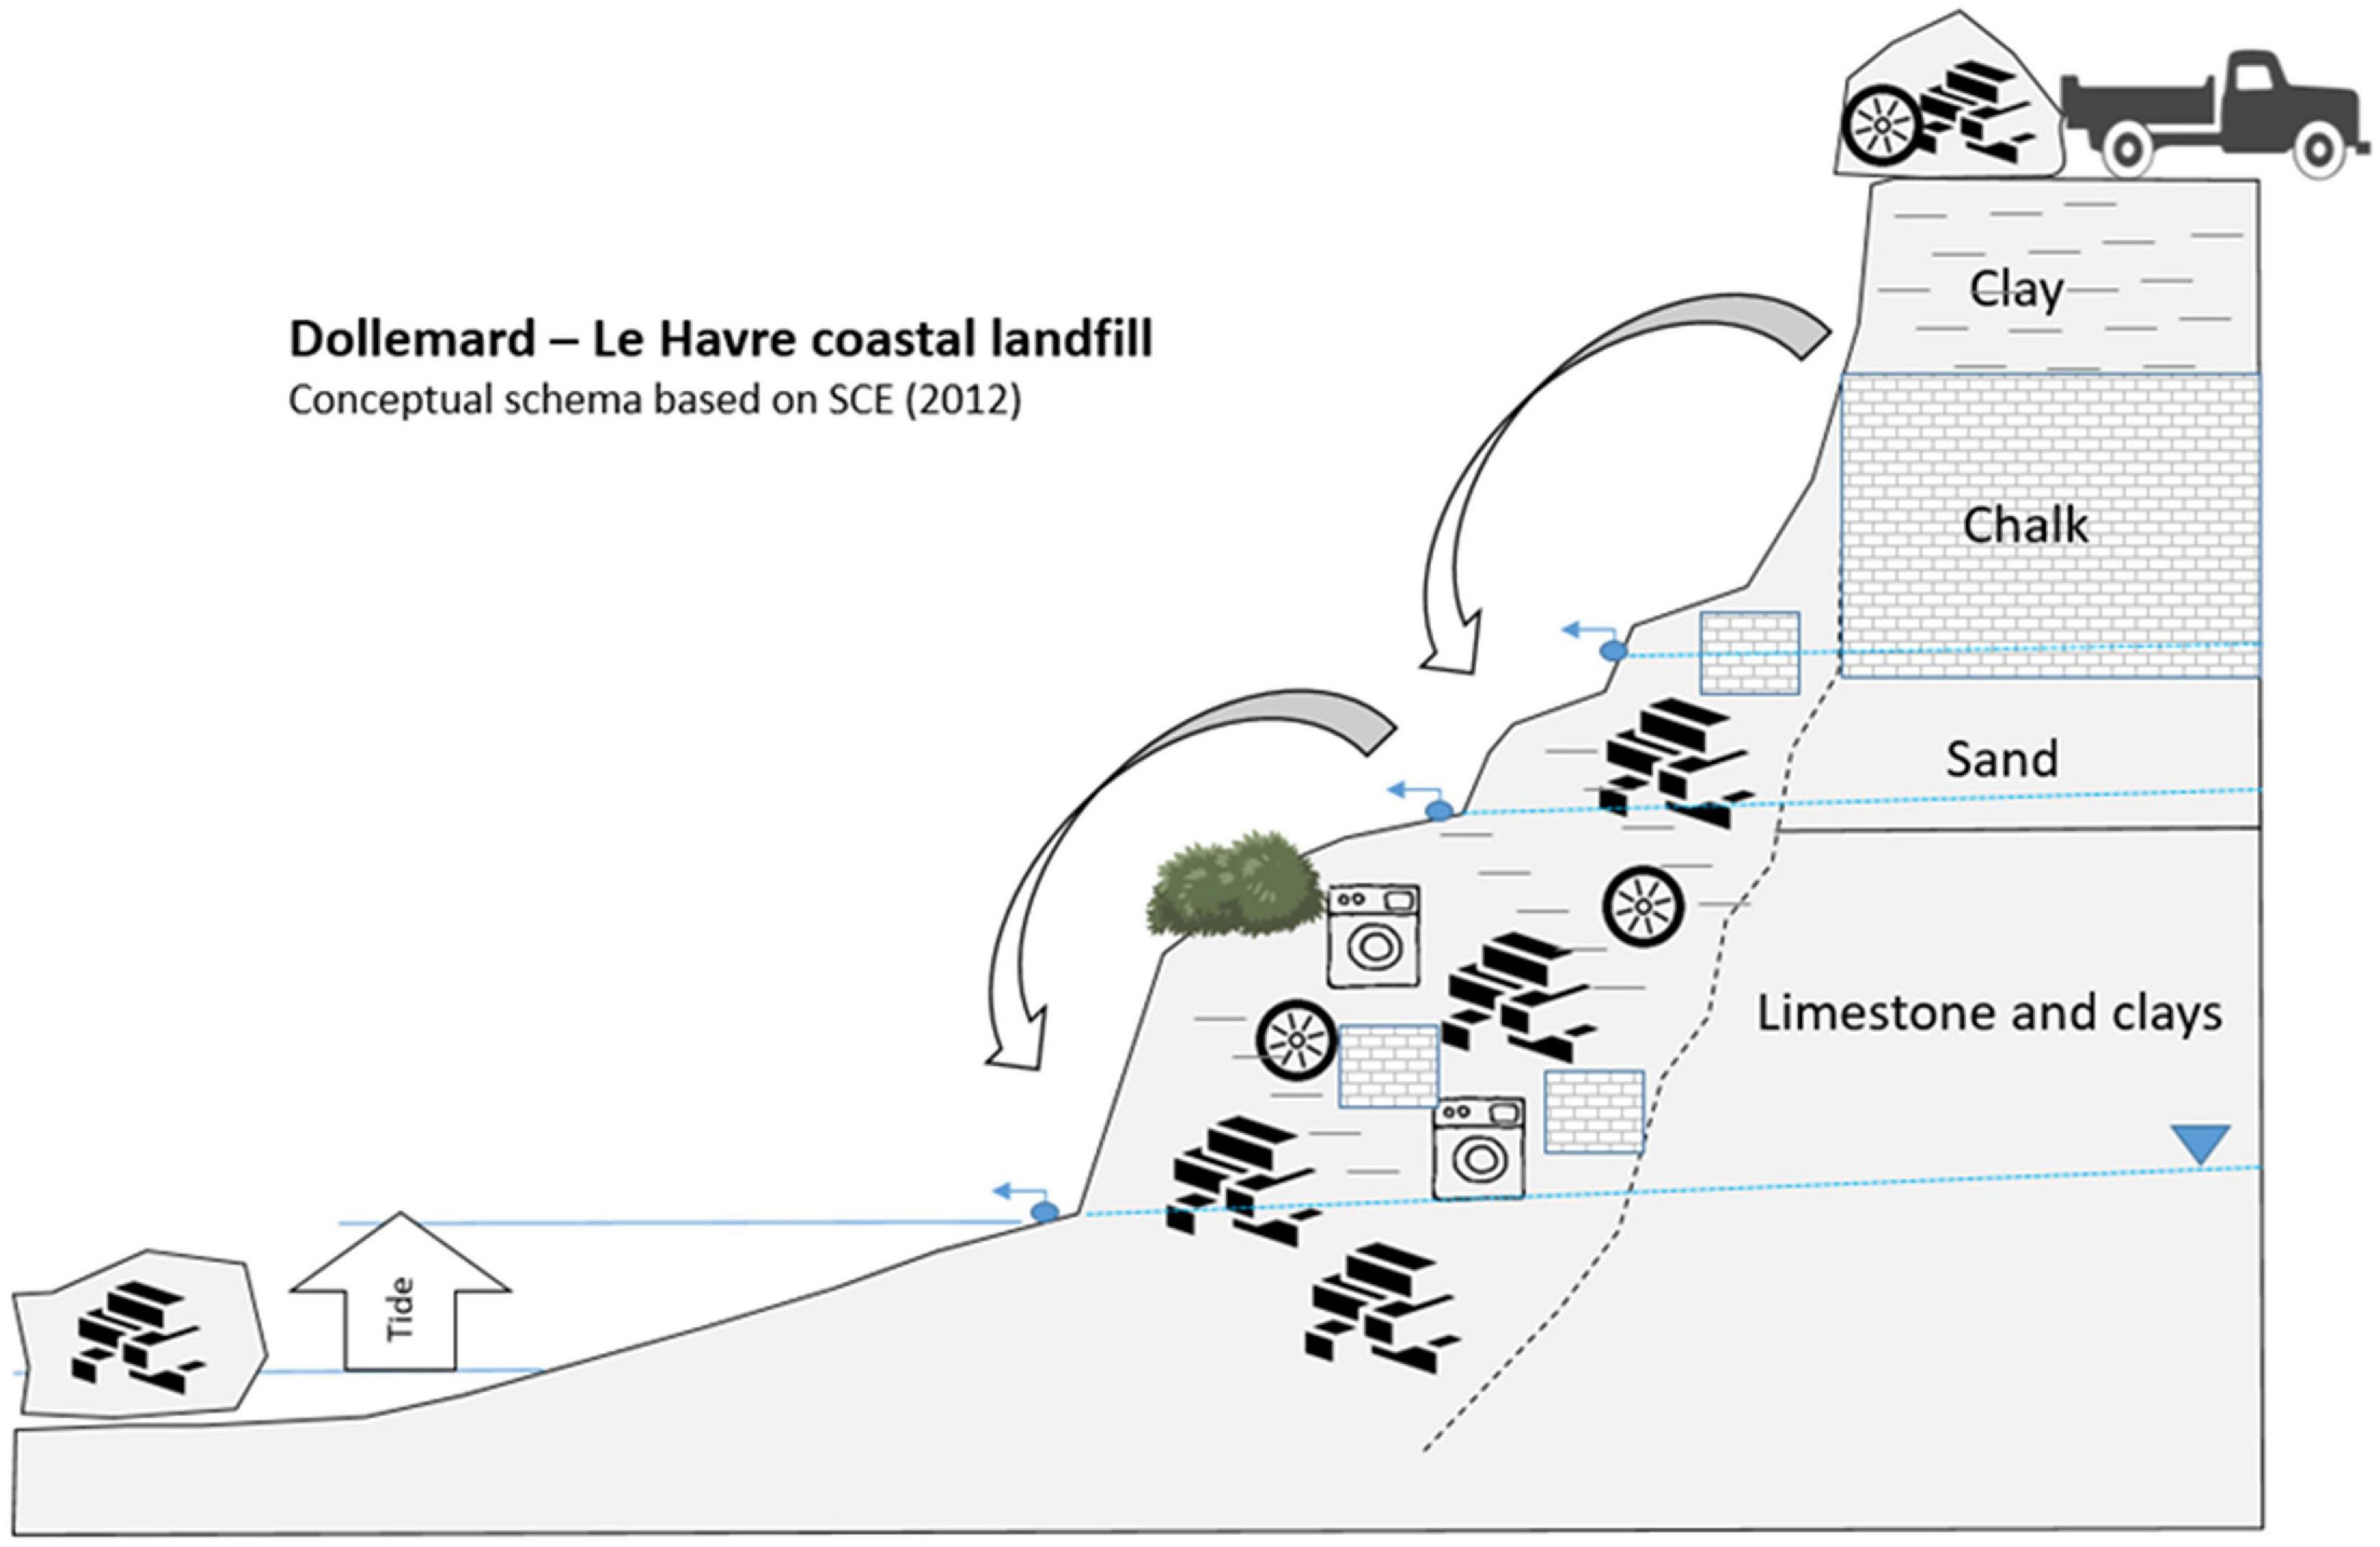 Dollemard – Le Havre coastal landfill
Conceptual schema based on SCE (2012)
Clay
Chalk
Sand
Limestone and clays
Tide